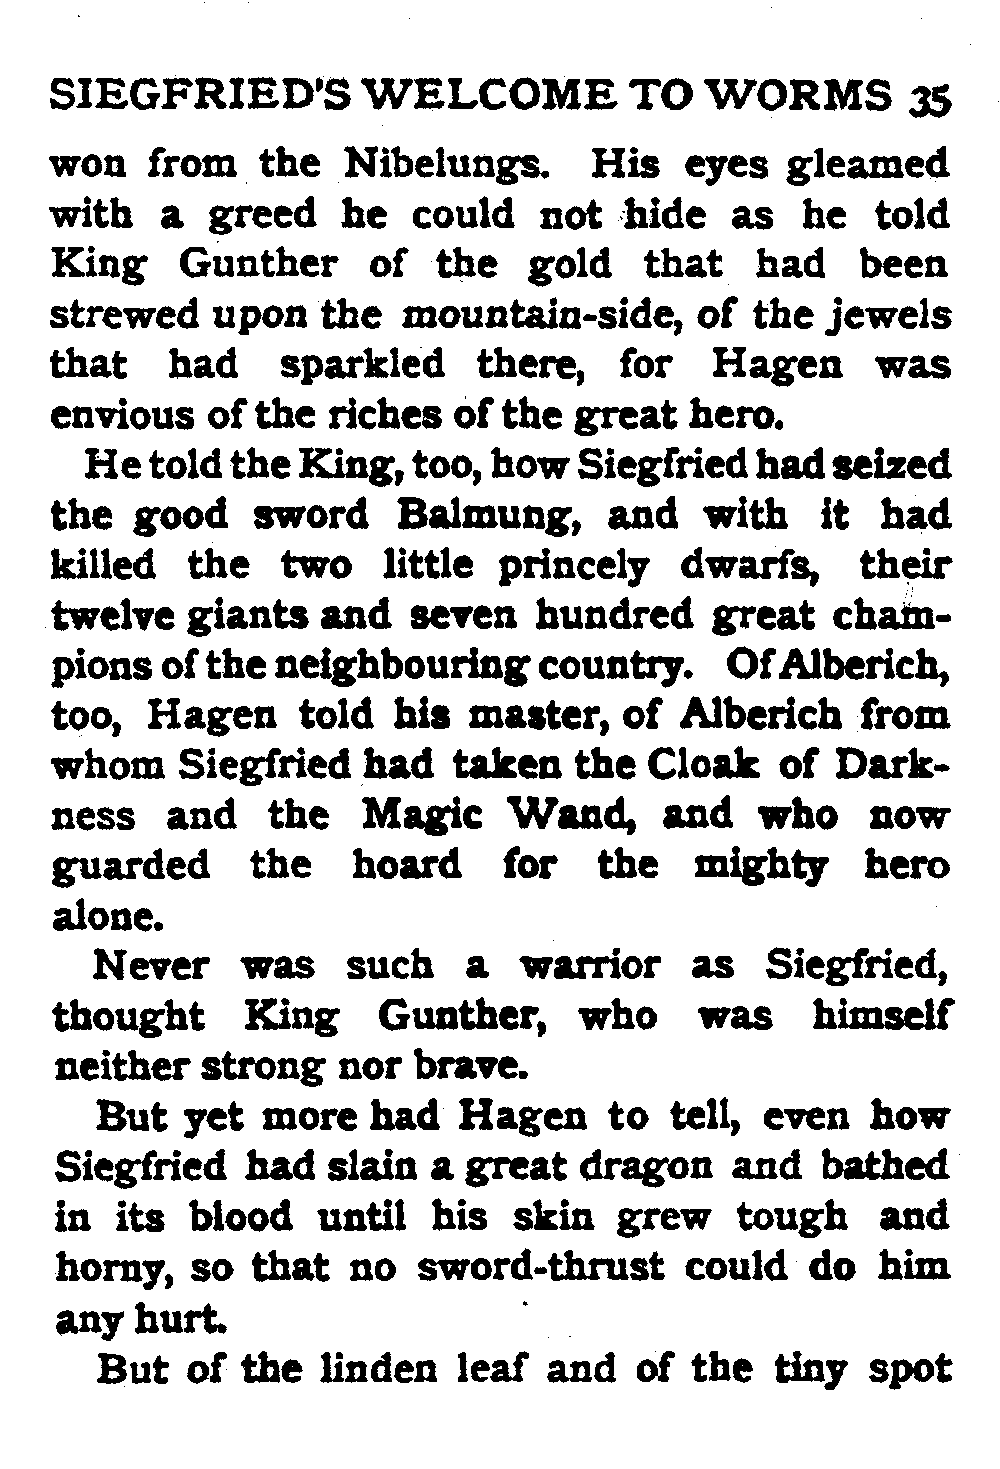 SIEGFRIED'S WELCOME TO WORMS 35
won from the Nibelungs. His eyes gleamed
with a greed he could not hide as he told
King Gunther of the gold that had been
strewed upon the mountain-side, of the jewels
that had sparkled there, for Hagen was
envious of the riches of the great hero.
He told the King, too, how Siegfried had seized
the good sword Balmung, and with it had
killed the two little princely dwarfs, their
twelve giants and seven hundred great cham-
pions of the neighbouring country. Of Alberich,
too, Hagen told his master, of Alberich from
whom Siegfried had taken the Cloak of Dark-
ness and the Magic Wand, and who now
guarded the hoard for the mighty hero
alone.
Never was such a warrior as Siegfried,
thought King Gunther, who was himself
neither strong nor brave.
But yet more had Hagen to tell, even how
Siegfried had slain a great dragon and bathed
in its blood until his skin grew tough and
horny, so that no sword-thrust could do him
any hurt.
But of the linden leaf and of the tiny spot